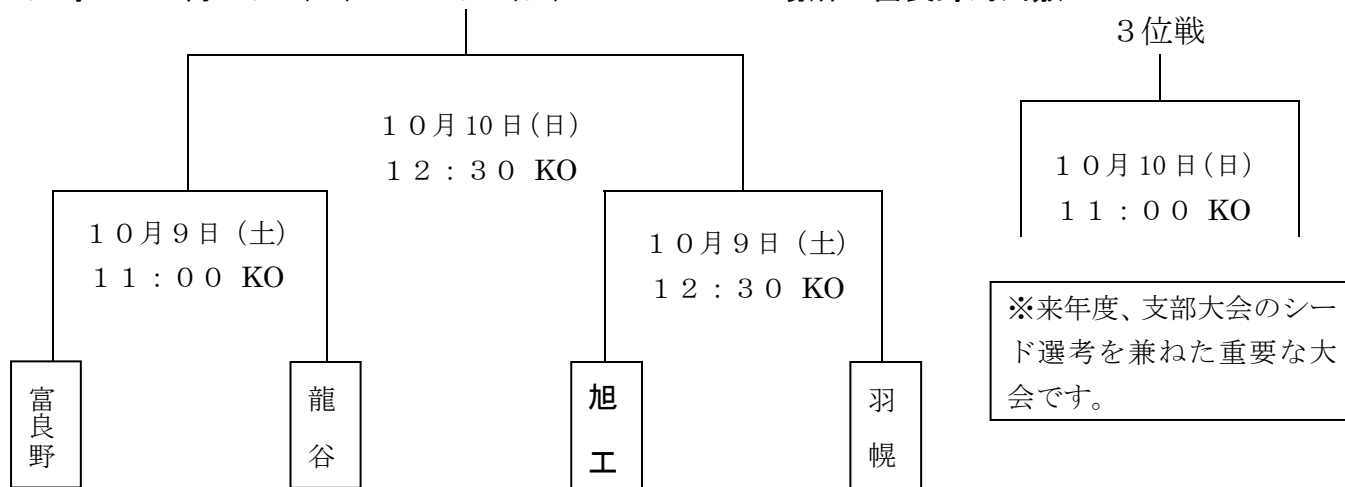 ３位戦
１０月10日(日)
１２：３０ KO
１０月10日(日)
１１：００ KO
１０月９日（土）
１１：００ KO
１０月９日（土）
１２：３０ KO
※来年度、支部大会のシー
ド選考を兼ねた重要な大
会です。
富良野
龍谷
旭工
羽幌